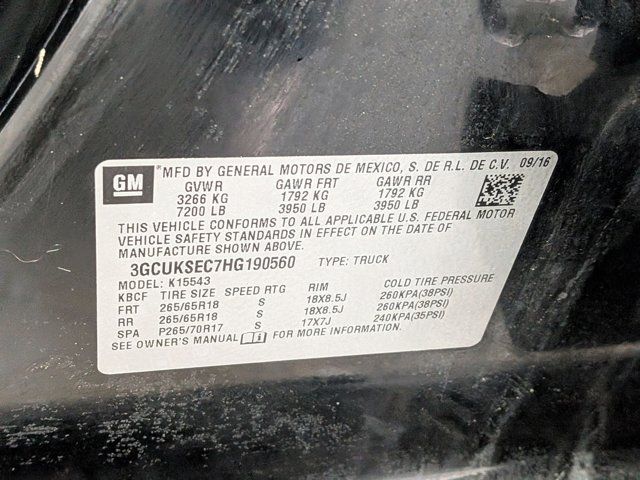 GM
*MFD BY GENERAL MOTORS DE MEXICO, S. DE R.L. DE C.V. 09/16
GVWR GAWR FRT GAWR RR
3266 KG 1792 KG 1792 KG
7200 LB 3950 LB 3950 LB
THIS VEHICLE CONFORMS TO ALL APPLICABLE U.S. FEDERAL MOTOR
VEHICLE SAFETY STANDARDS IN EFFECT ON THE DATE OF
MANUFACTURE SHOWN ABOVE.
3GCUKSEC7HG190560 TYPE: TRUCK
MODEL: K15543
KBCF TIRE SIZE SPEED RTG RIM COLD TIRE PRESSURE
FRT 265/65R18 S 18X8.5J 260KPA(38PSI)
RR 265/65R18 S 18X8.5J 260KPA(38PSI)
SPA P265/70R17 S 17X7J 240KPA(35PSI)
SEE OWNER'S MANUAL FOR MORE INFORMATION.